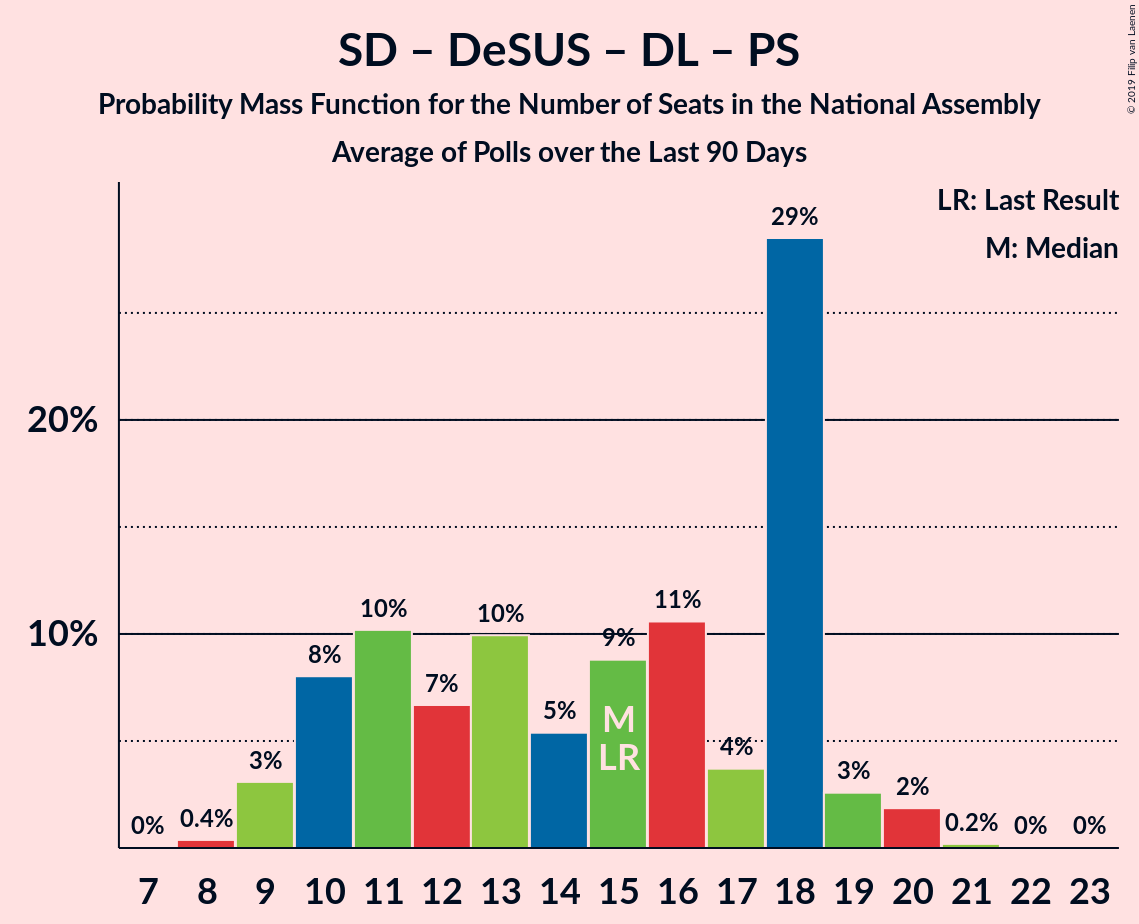 SD – DeSUS – DL – PS
Probability Mass Function for the Number of Seats in the National Assembly
Average of Polls over the Last 90 Days
© 2019 Filip van Laenen
LR: Last Result
M: Median
20%
10%
0%
0.4%
3%
8%
10%
7%
10%
5%
9%
11%
4%
29%
3%
2%
0.2%
0%
0%
M
LR
7 8 9 10 11 12 13 14 15 16 17 18 19 20 21 22 23